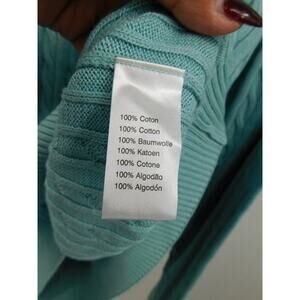 100% Coton
100% Cotton
100% Baumwolle
100% Katoen
100% Cotone
100% Algodão
100% Algodón